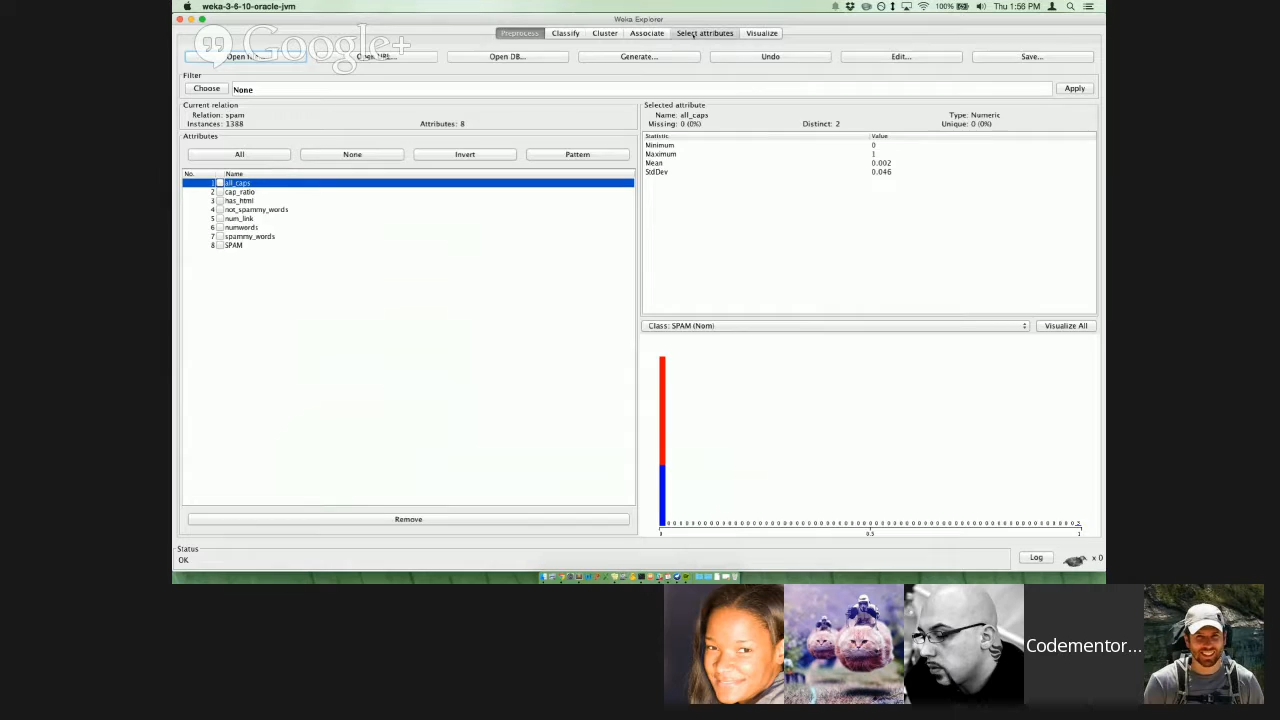 weka-3-6-10-oracle-jvm
100%
Thu 1:56 PM
Weka Explorer
Google+
Preprocess Classify Cluster Associate Select attributes Visualize
Open DB... Generate... Undo Edit... Save...
Filter
Choose None Apply
Current relation
Relation: spam
Instances: 1388 Attributes: 8
Attributes
All None Invert Pattern
No. Name
1 all_caps
2 cap_ratio
3 has_html
4 not_spammy_words
5 num_link
6 numwords
7 spammy_words
8 SPAM
Remove
Selected attribute
Name: all_caps Type: Numeric
Missing: 0 (0%) Distinct: 2 Unique: 0 (0%)
Statistic Value
Minimum 0
Maximum 1
Mean 0.002
StdDev 0.046
Class: SPAM (Nom) Visualize All
0 0.5 1
Status
OK
Log x 0
Codementor...